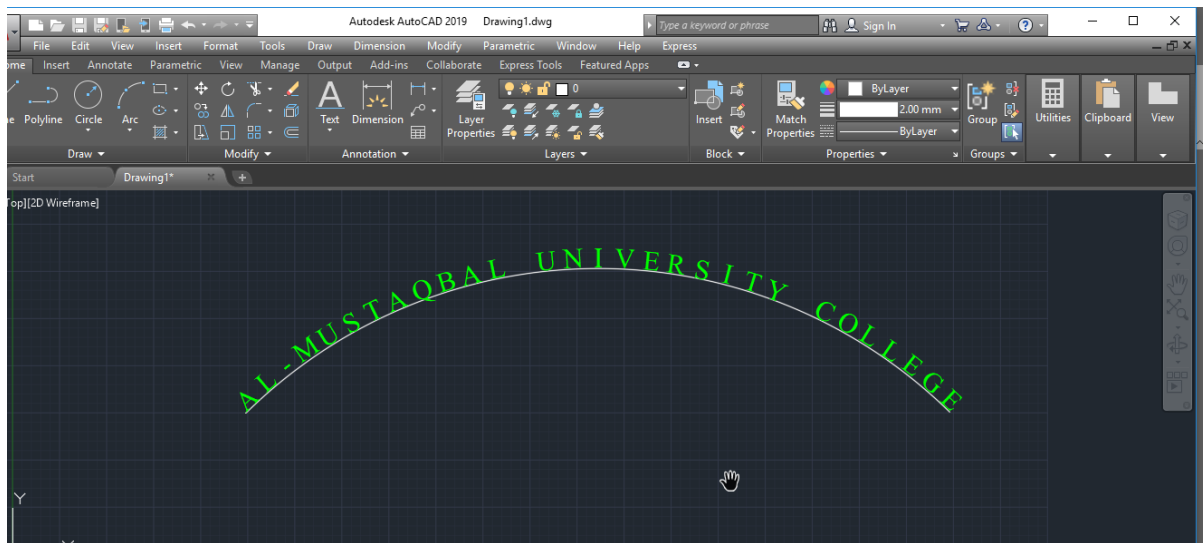 Autodesk AutoCAD 2019 Drawing1.dwg Type a keyword or phrase Sign In
File Edit View Insert Format Tools Draw Dimension Modify Parametric Window Help Express
ome Insert Annotate Parametric View Manage Output Add-ins Collaborate Express Tools Featured Apps
0 ByLayer
2.00 mm
e Polyline Circle Arc Text Dimension Layer Properties Insert Match Properties ByLayer Group Utilities Clipboard View
Draw Modify Annotation Layers Block Properties Groups
Start Drawing1*
Top][2D Wireframe]
AL-MUSTAQBAL UNIVERSITY COLLEGE
Y